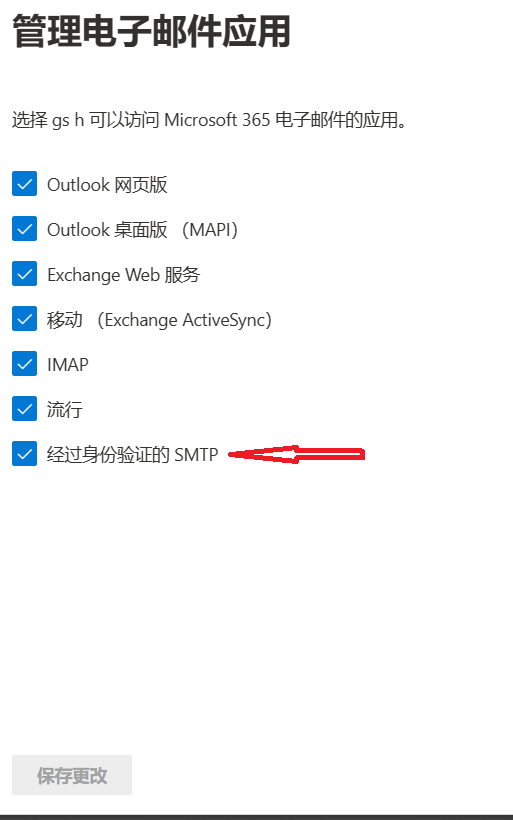 管理电子邮件应用
选择 gs h 可以访问 Microsoft 365 电子邮件的应用。
Outlook 网页版
Outlook 桌面版 （MAPI）
Exchange Web 服务
移动 （Exchange ActiveSync）
IMAP
流行
经过身份验证的 SMTP
保存更改